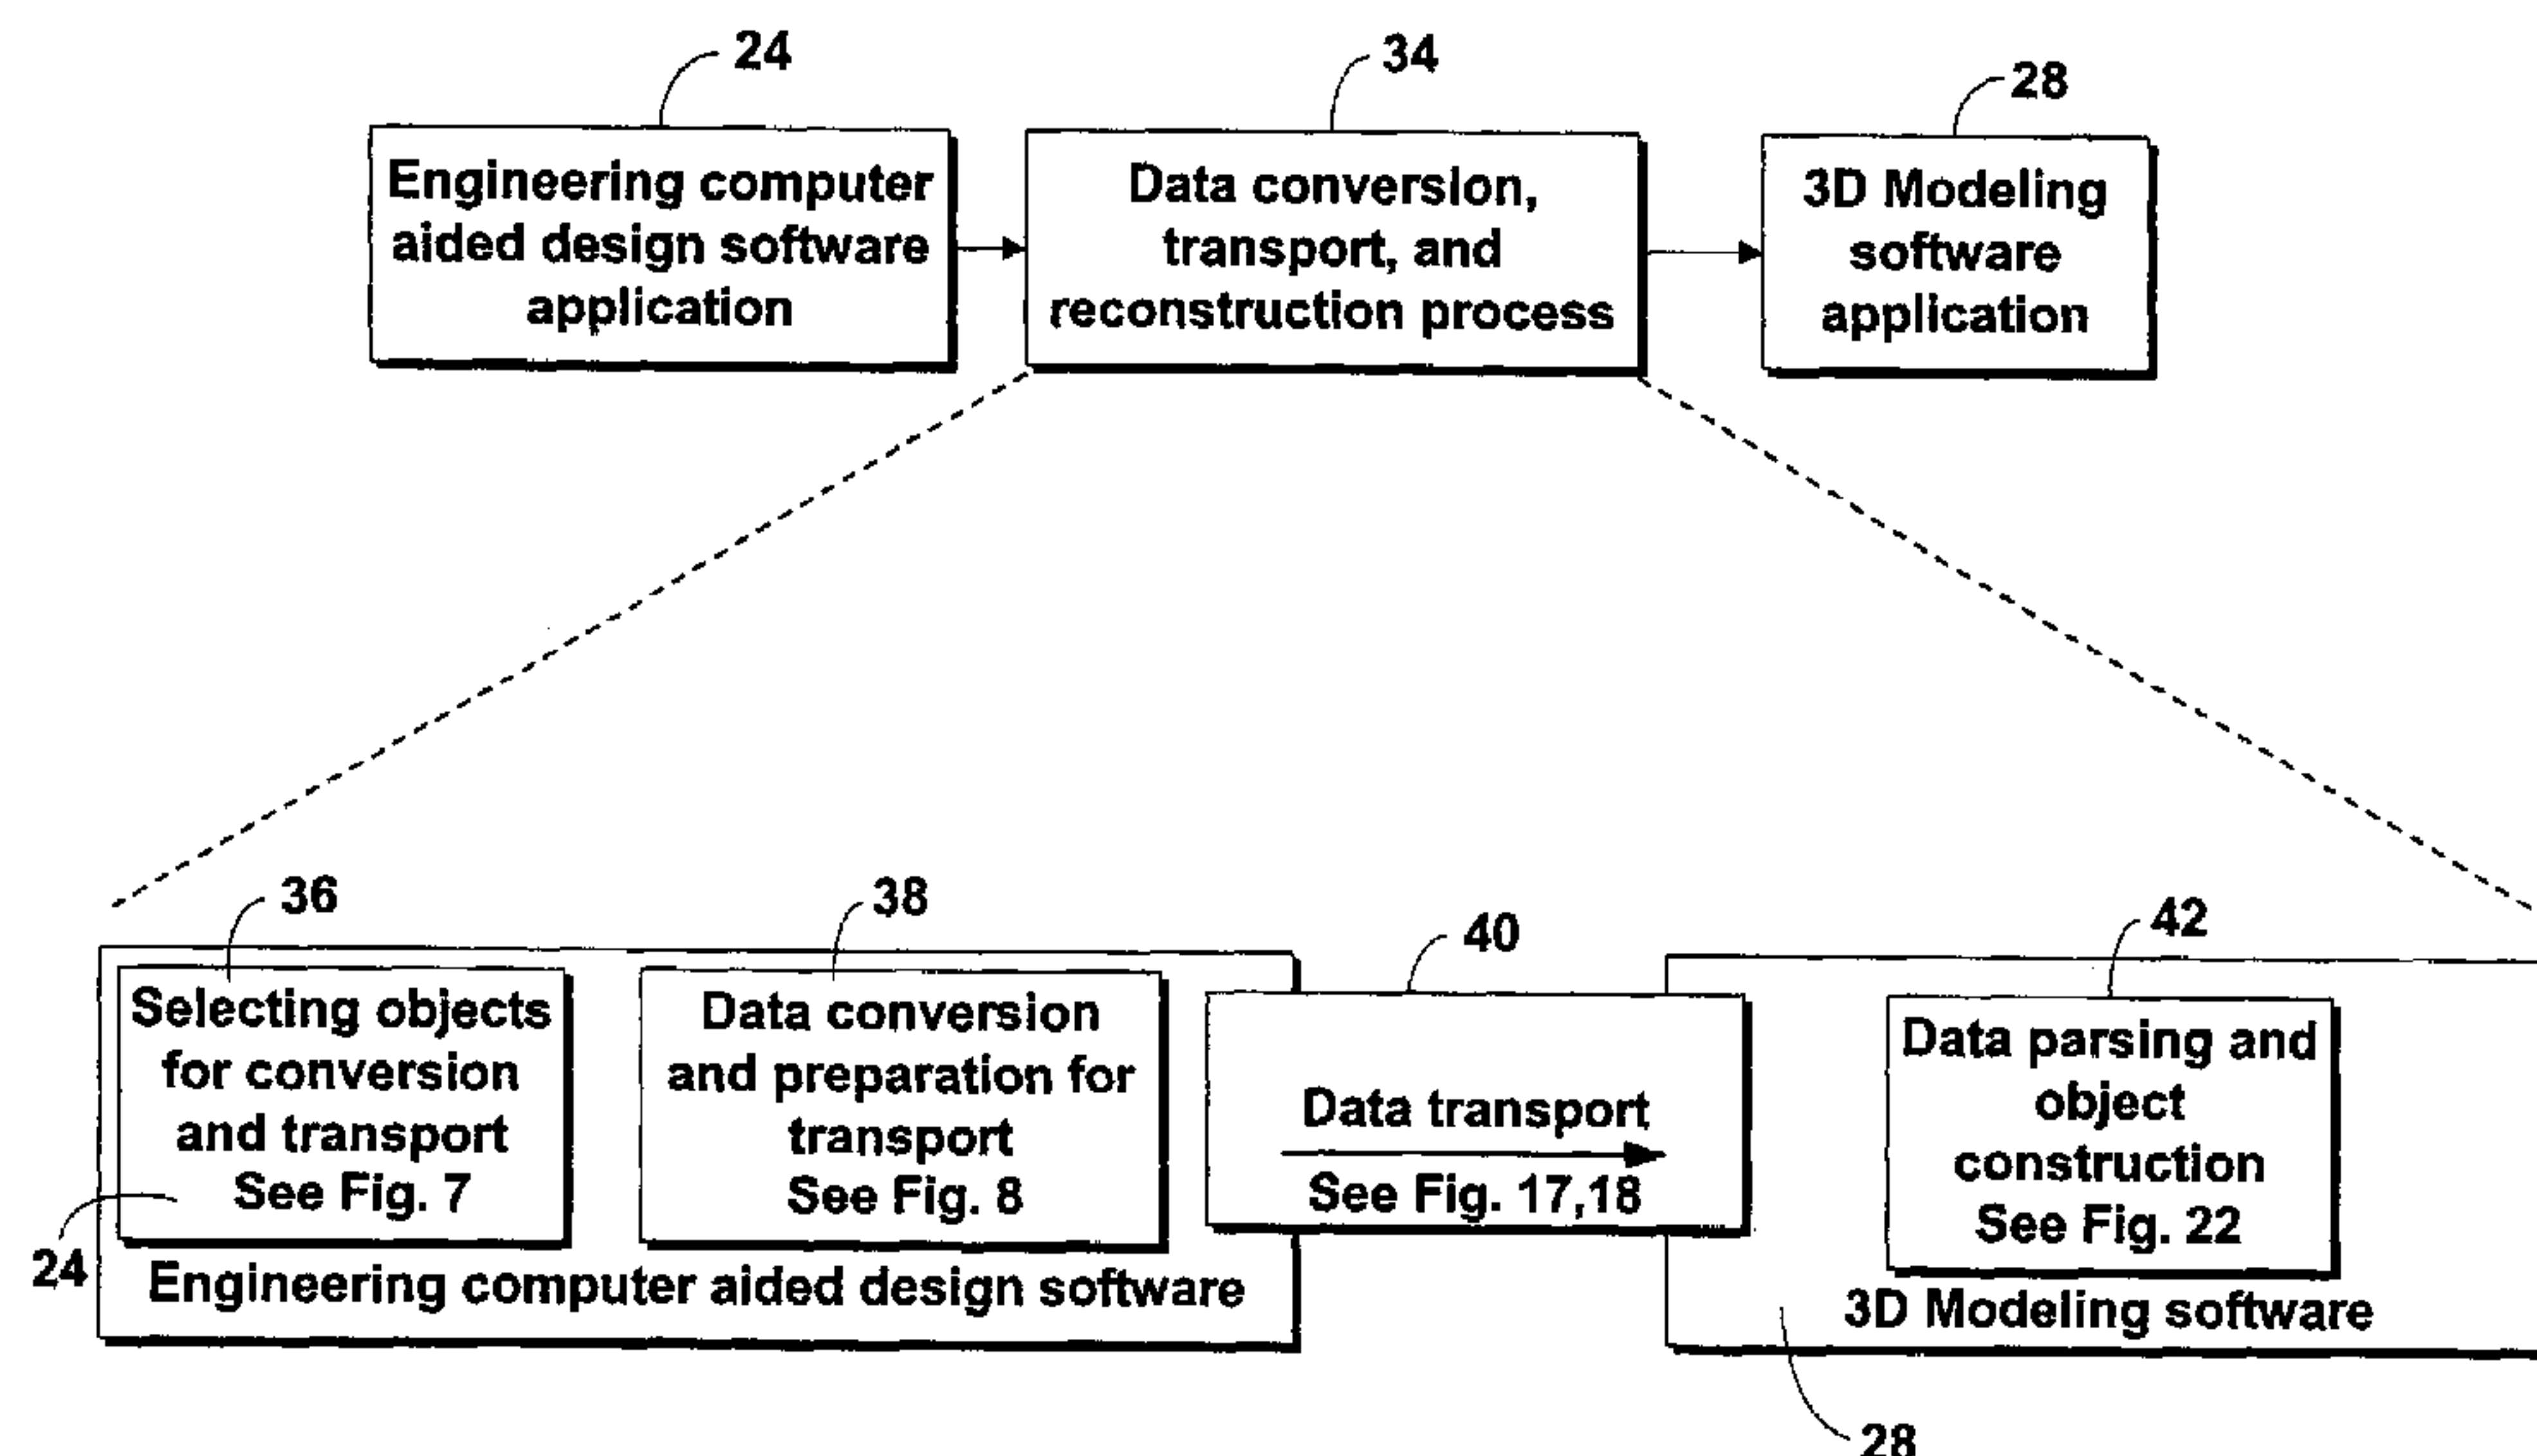 24
34
28
Engineering computer
aided design software
application
Data conversion,
transport, and
reconstruction process
3D Modeling
software
application
36
38
40
42
Selecting objects
for conversion
and transport
See Fig. 7
Data conversion
and preparation for
transport
See Fig. 8
Data transport
See Fig. 17,18
Data parsing and
object
construction
See Fig. 22
24
Engineering computer aided design software
3D Modeling software
28